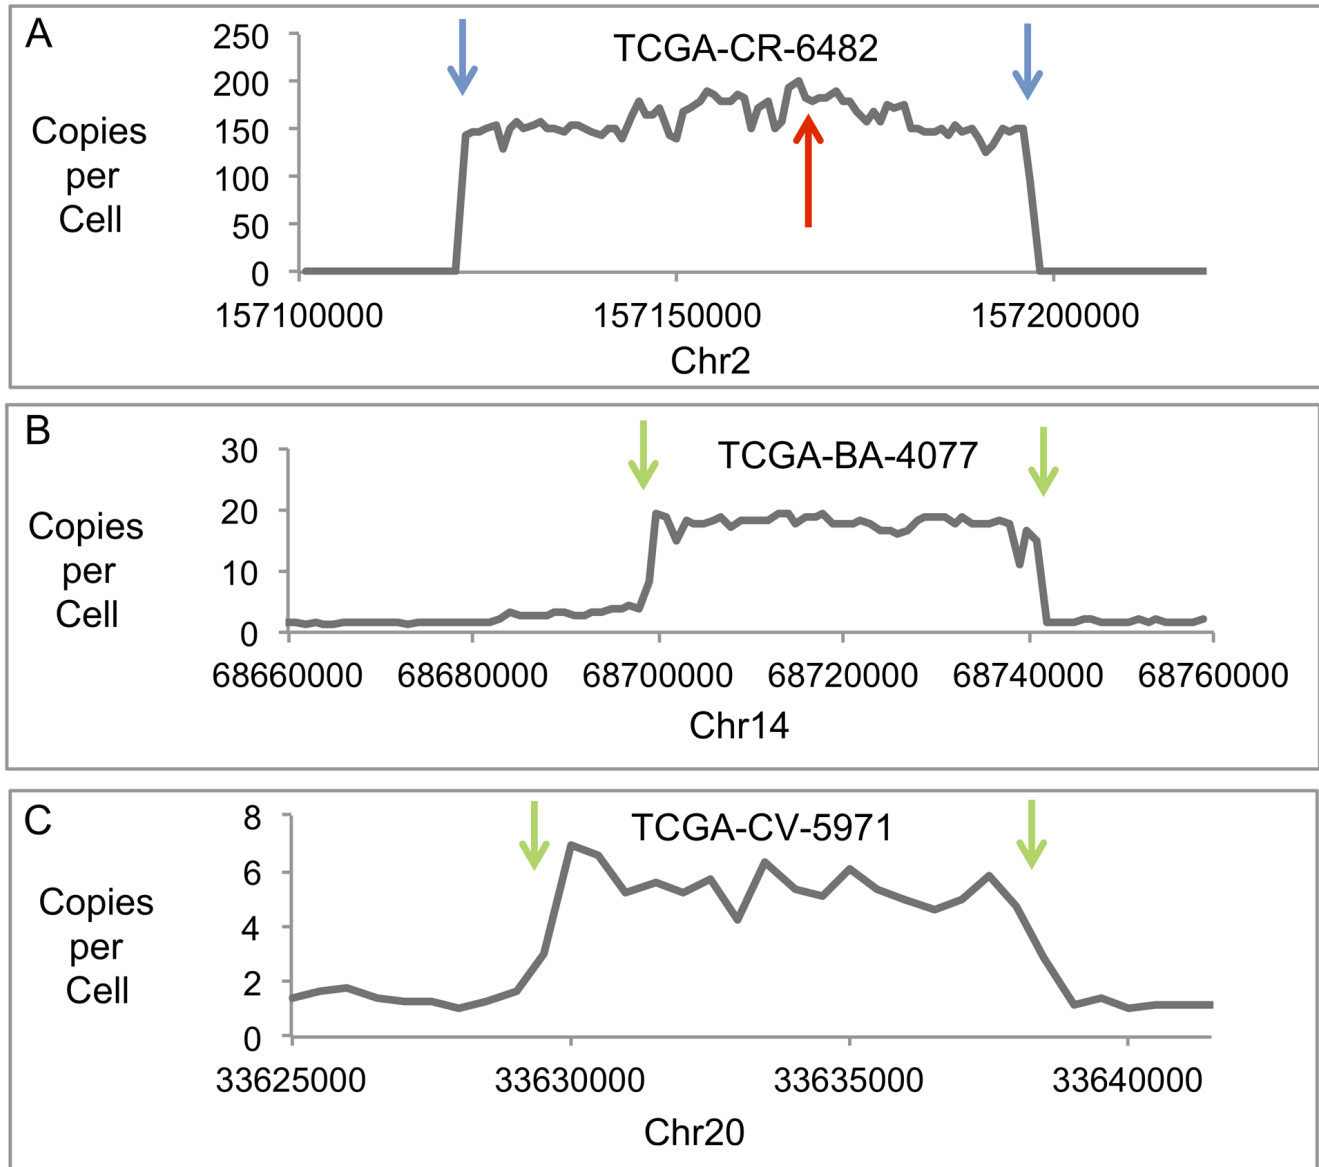 A
TCGA-CR-6482
Copies
per
Cell
250
200
150
100
50
0
157100000 157150000 157200000
Chr2
B
TCGA-BA-4077
Copies
per
Cell
30
20
10
0
68660000 68680000 68700000 68720000 68740000 68760000
Chr14
C
TCGA-CV-5971
Copies
per
Cell
8
6
4
2
0
33625000 33630000 33635000 33640000
Chr20